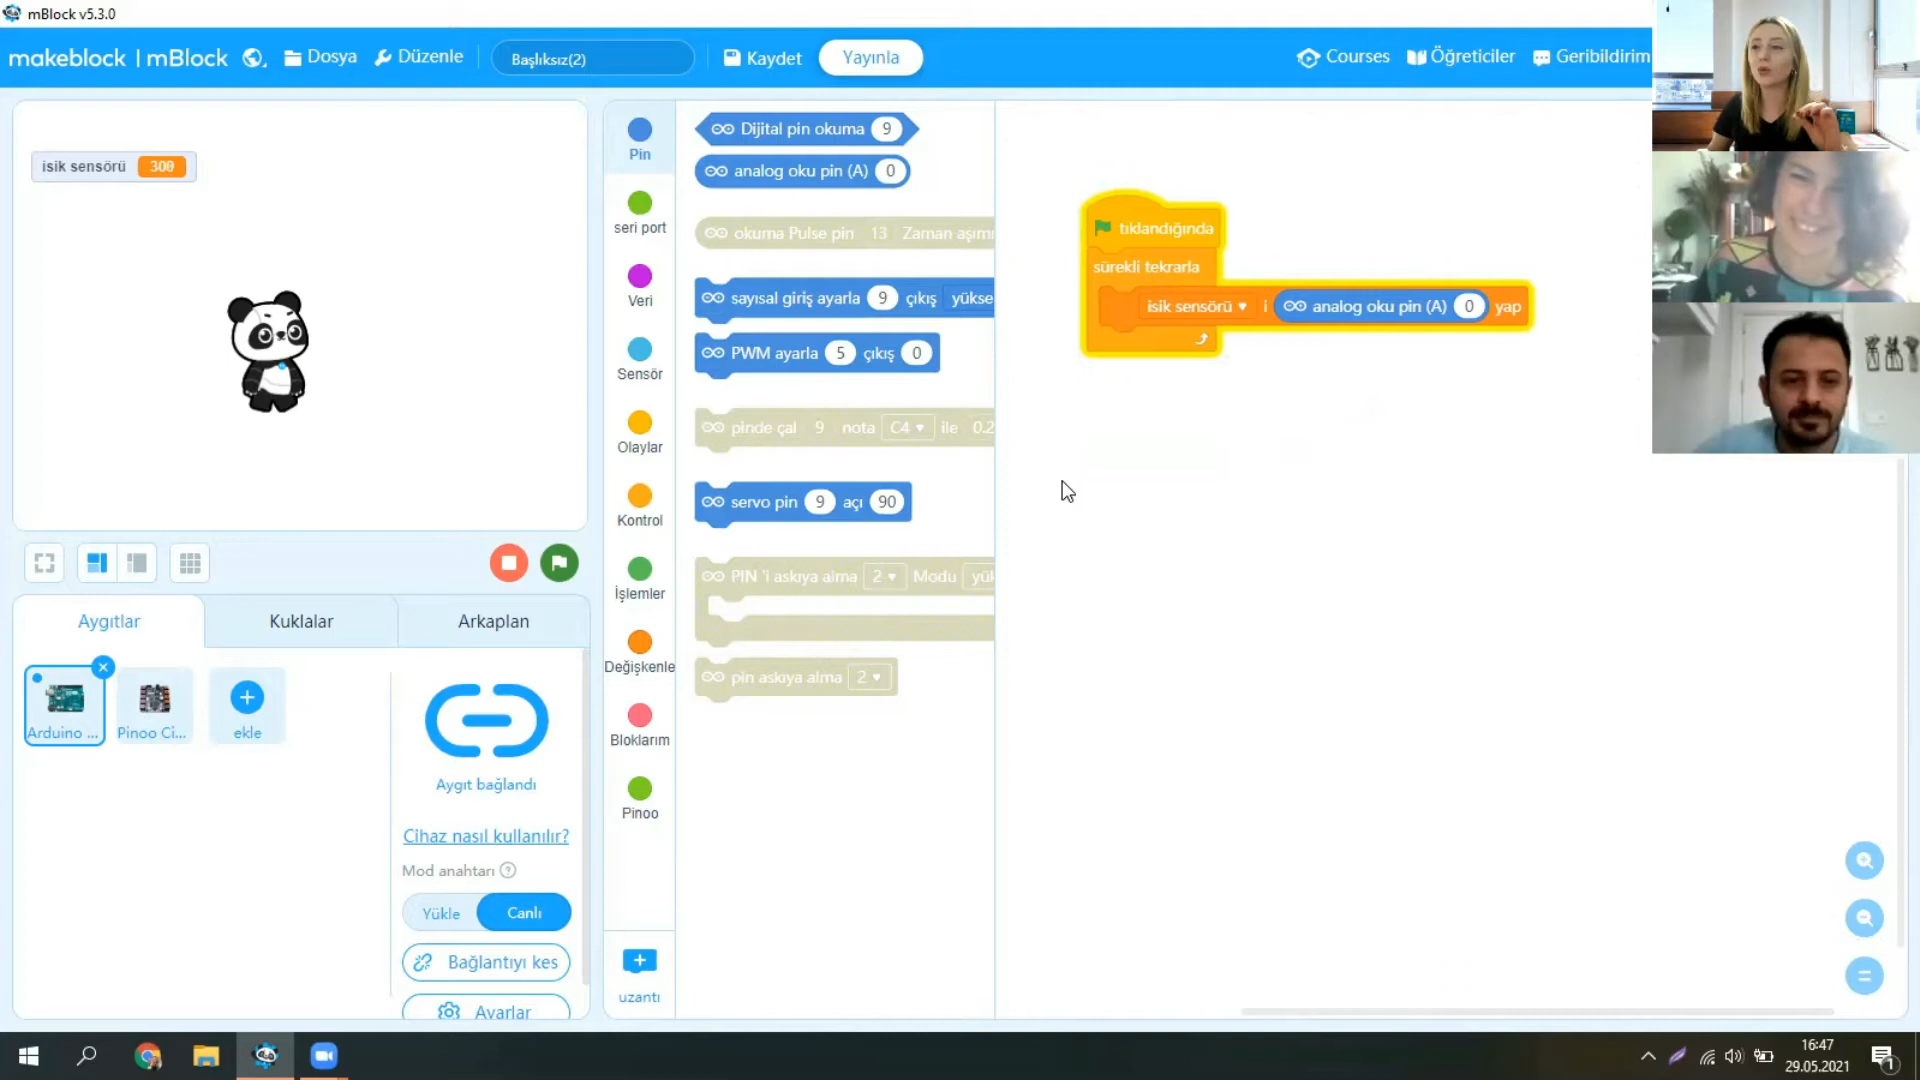 mBlock v5.3.0
makeblock | mBlock
Dosya
Düzenle
Başlıksız(2)
Kaydet
Yayınla
Courses
Öğreticiler
Geribildirim
isik sensörü 300
Aygıtlar
Kuklalar
Arkaplan
Arduino ...
Pinoo Ci...
ekle
Aygıt bağlandı
Cihaz nasıl kullanılır?
Mod anahtarı ?
Yükle
Canlı
Bağlantıyı kes
Ayarlar
Pin
seri port
Veri
Sensör
Olaylar
Kontrol
İşlemler
Değişkenle
Bloklarım
Pinoo
uzantı
Dijital pin okuma 9
analog oku pin (A) 0
okuma Pulse pin 13 Zaman aşımı
sayısal giriş ayarla 9 çıkış yükse
PWM ayarla 5 çıkış 0
pinde çal 9 nota C4 ile 0.2
servo pin 9 açı 90
PIN 'i askıya alma 2 Modu yük
pin askıya alma 2
tıklandığında
sürekli tekrarla
isik sensörü i analog oku pin (A) 0 yap
16:47
29.05.2021
1